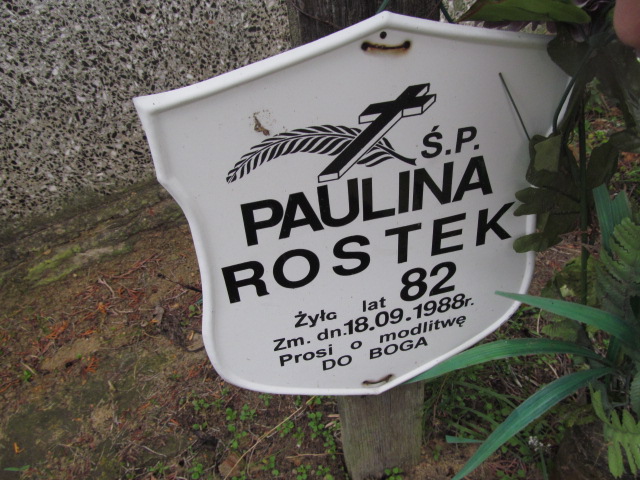 Ś.P.
PAULINA
ROSTEK
Żyła lat 82
Zm. dn. 18.09.1988r.
Prosi o modlitwę
DO BOGA